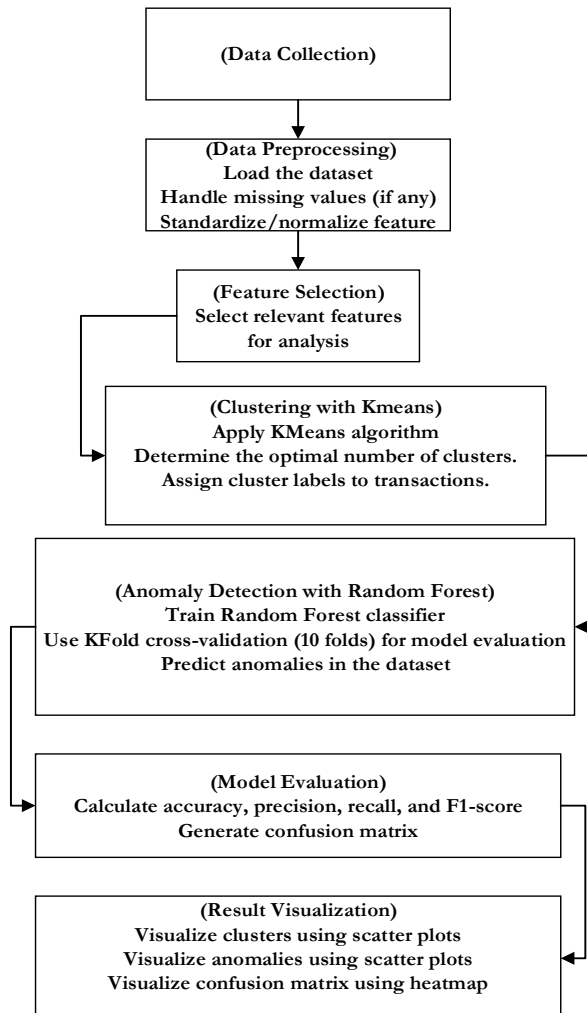 (Data Collection)
(Data Preprocessing)
Load the dataset
Handle missing values (if any)
Standardize/normalize feature
(Feature Selection)
Select relevant features
for analysis
(Clustering with Kmeans)
Apply KMeans algorithm
Determine the optimal number of clusters.
Assign cluster labels to transactions.
(Anomaly Detection with Random Forest)
Train Random Forest classifier
Use KFold cross-validation (10 folds) for model evaluation
Predict anomalies in the dataset
(Model Evaluation)
Calculate accuracy, precision, recall, and F1-score
Generate confusion matrix
(Result Visualization)
Visualize clusters using scatter plots
Visualize anomalies using scatter plots
Visualize confusion matrix using heatmap